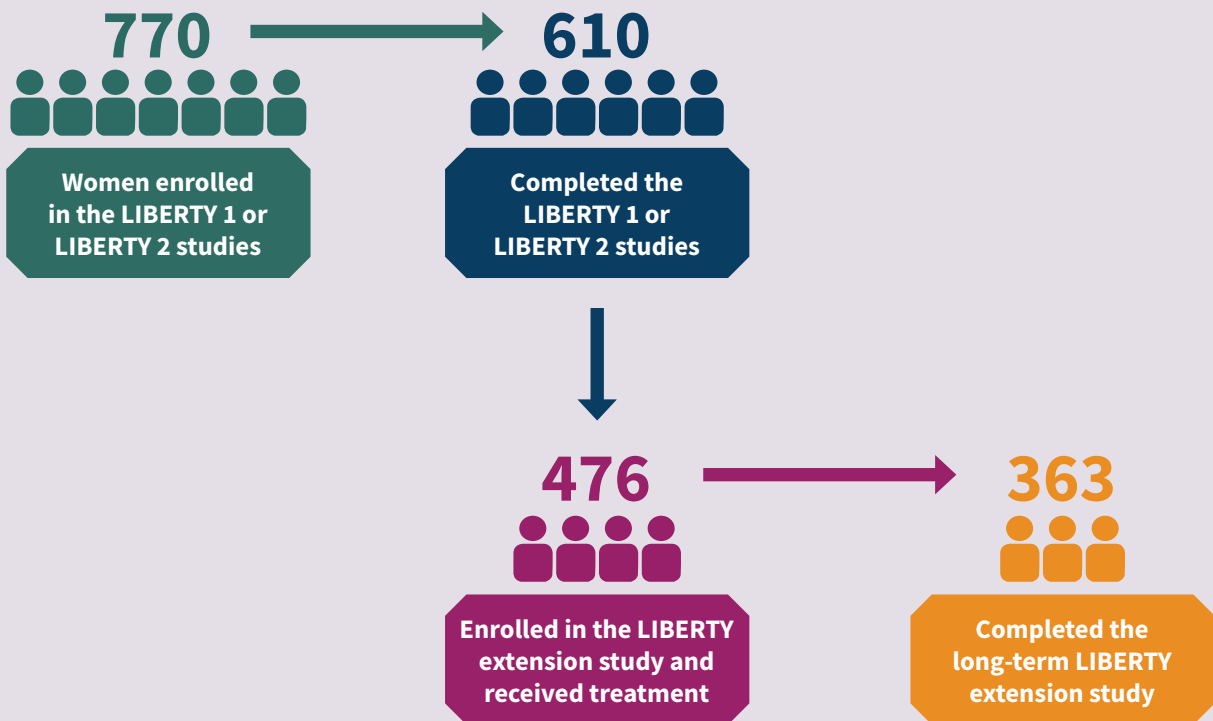 770
610
Women enrolled
in the LIBERTY 1 or
LIBERTY 2 studies
Completed the
LIBERTY 1 or
LIBERTY 2 studies
476
363
Enrolled in the LIBERTY
extension study and
received treatment
Completed the
long-term LIBERTY
extension study